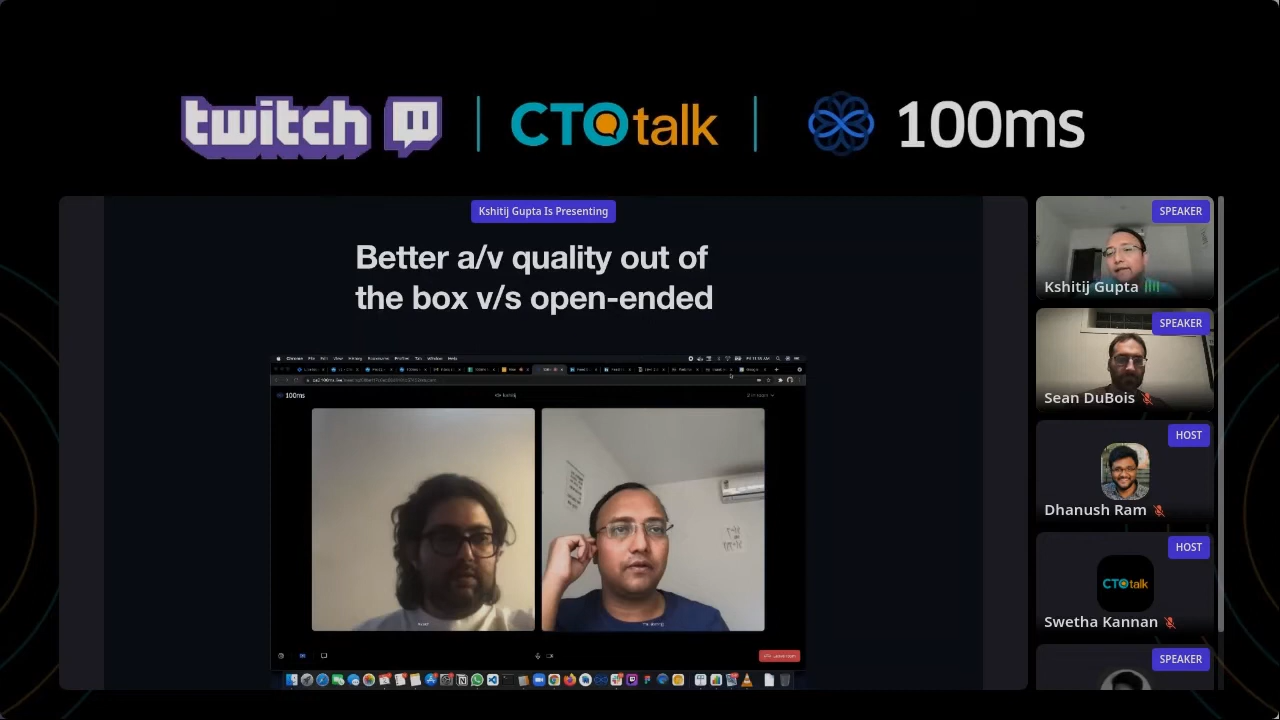 twitch
CTOtalk
100ms
Kshitij Gupta Is Presenting
Better a/v quality out of
the box v/s open-ended
100ms
SPEAKER
Kshitij Gupta
SPEAKER
Sean DuBois
HOST
Dhanush Ram
HOST
CTOtalk
Swetha Kannan
SPEAKER